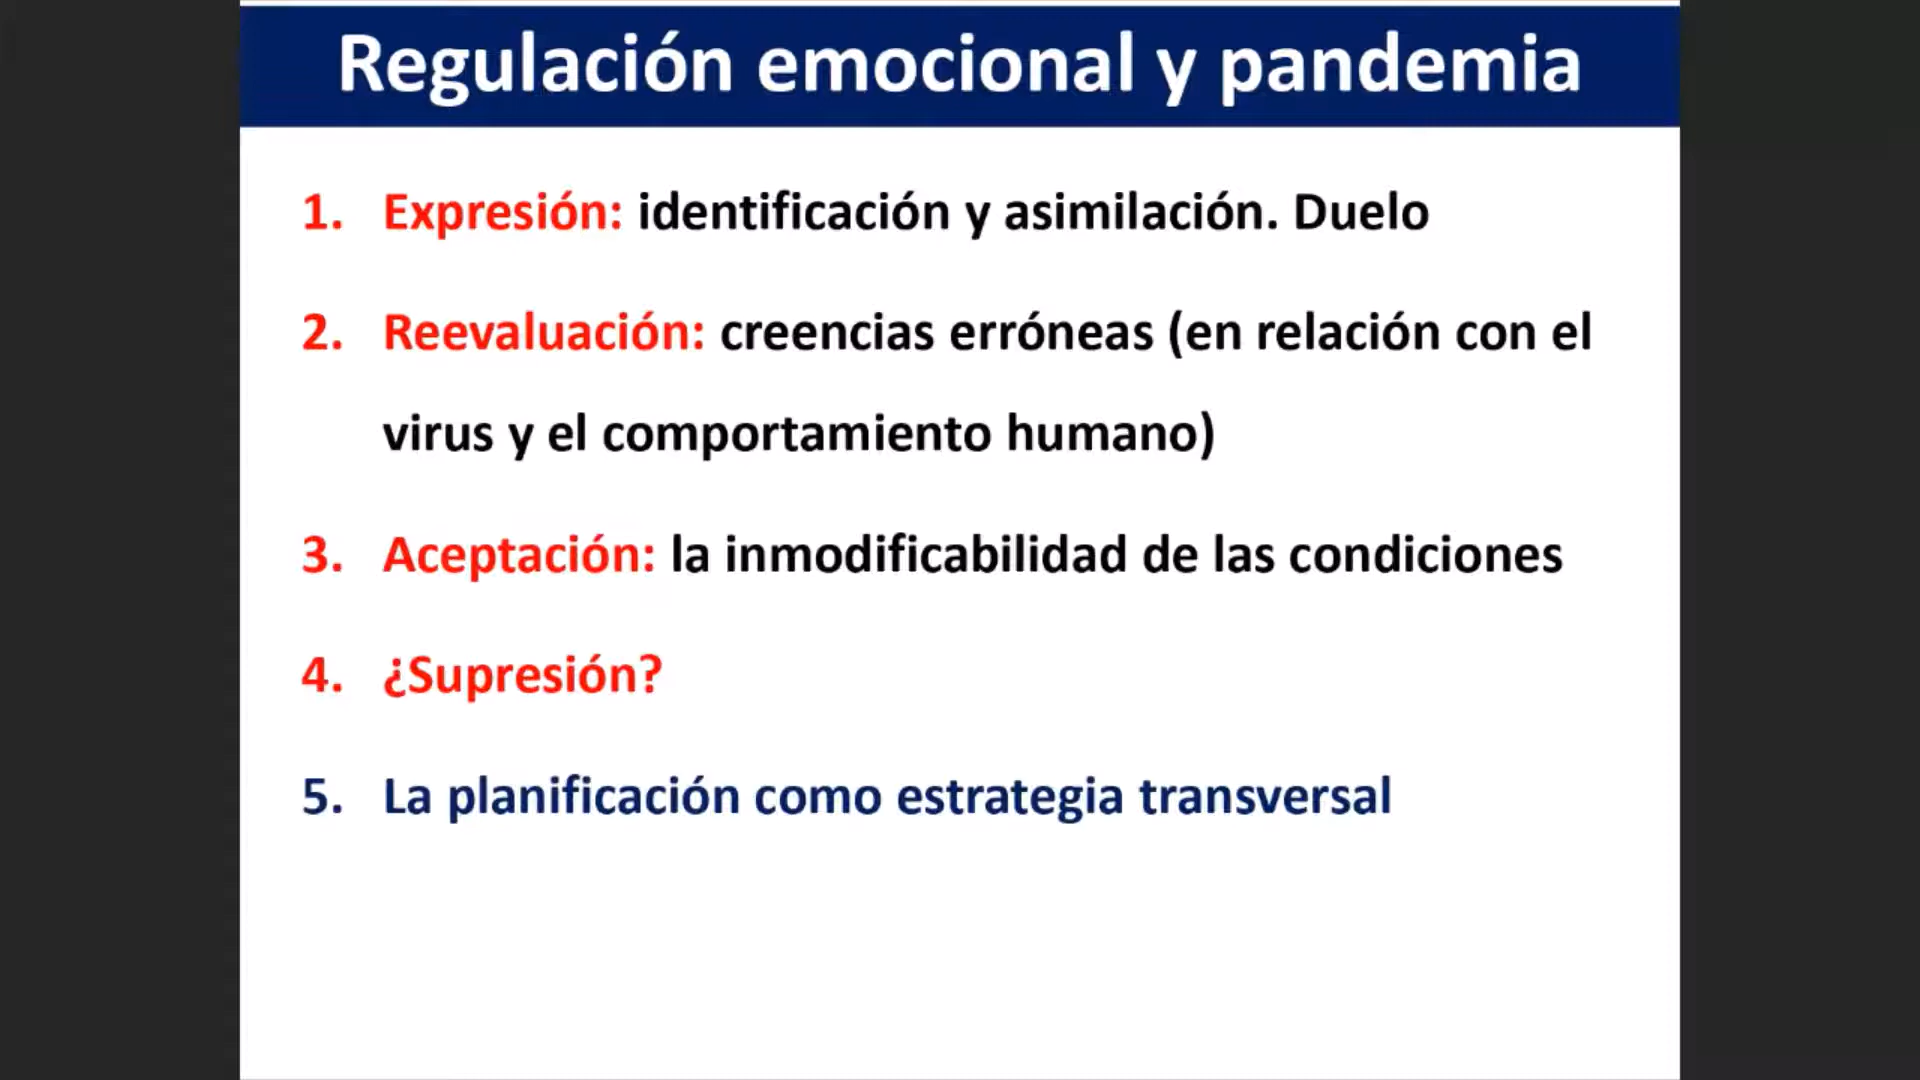 Regulación emocional y pandemia
1. Expresión: identificación y asimilación. Duelo
2. Reevaluación: creencias erróneas (en relación con el
virus y el comportamiento humano)
3. Aceptación: la inmodificabilidad de las condiciones
4. ¿Supresión?
5. La planificación como estrategia transversal